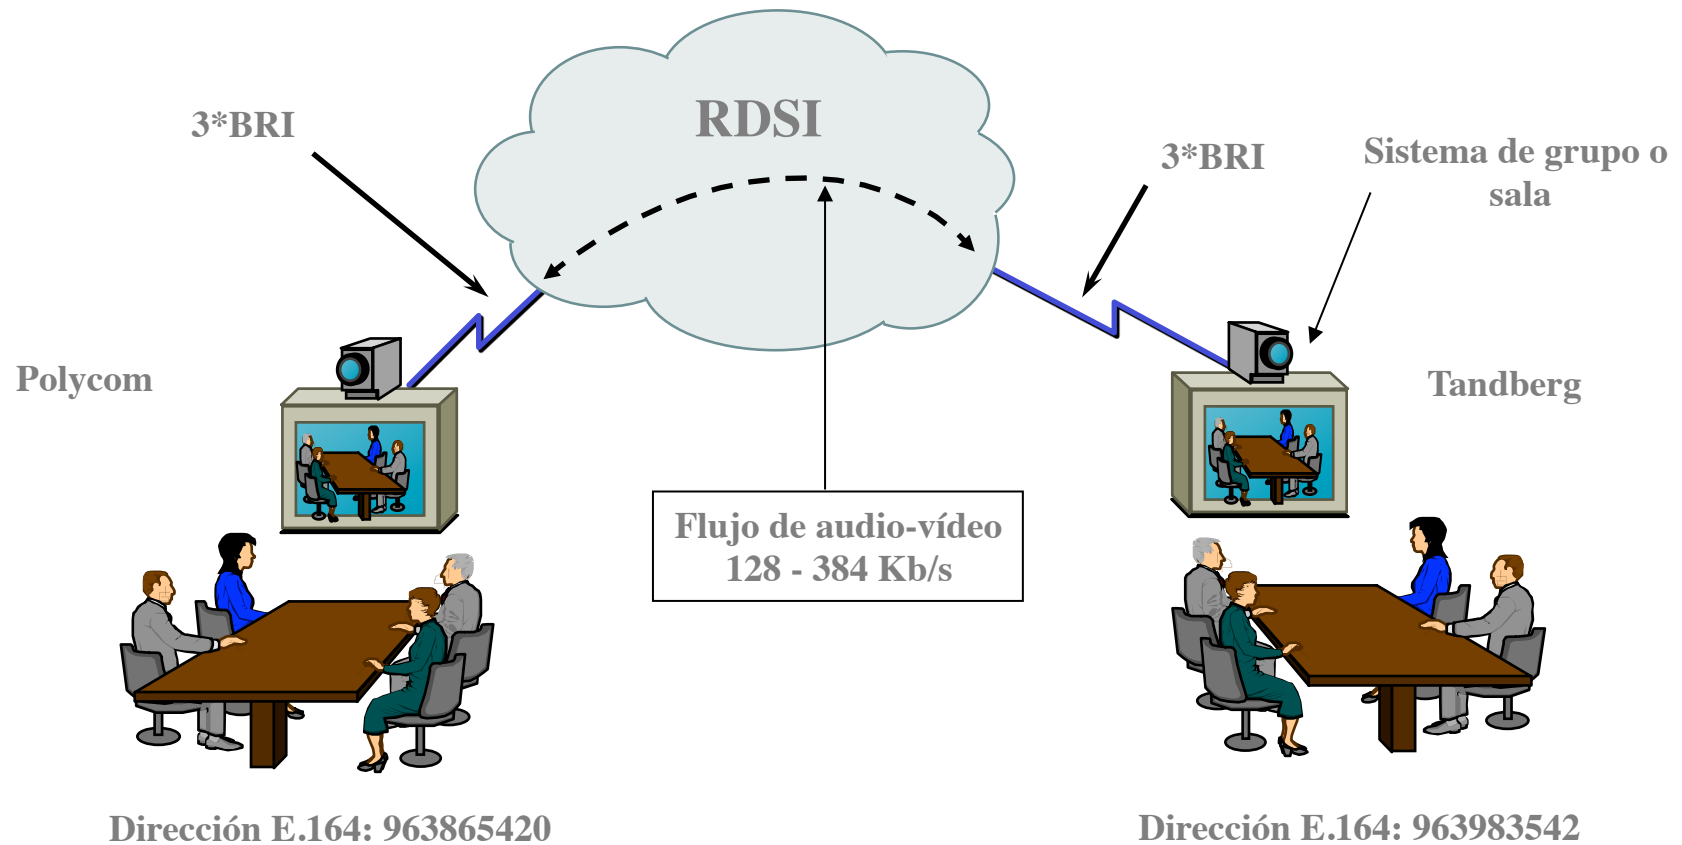 RDSI
3*BRI
3*BRI
Sistema de grupo o
sala
Polycom
Tandberg
Flujo de audio-vídeo
128 - 384 Kb/s
Dirección E.164: 963865420
Dirección E.164: 963983542